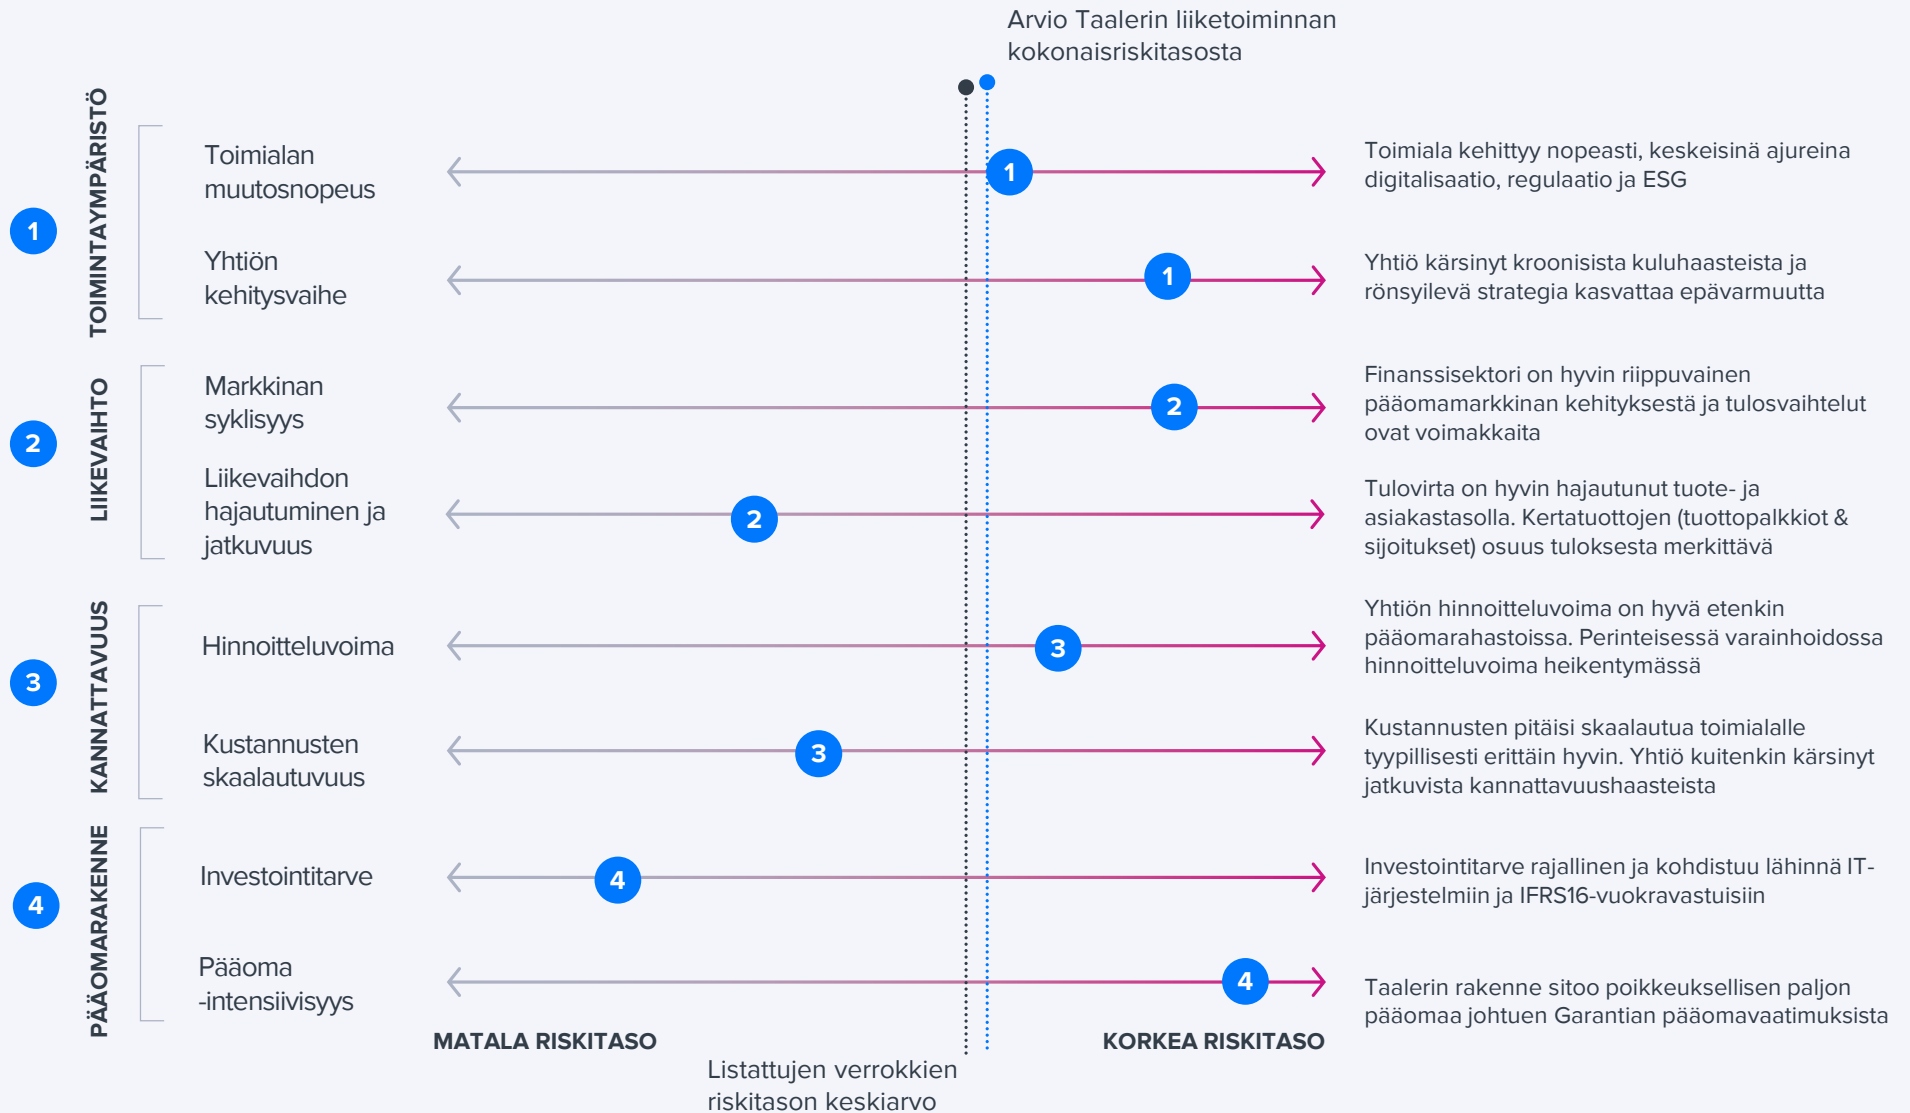 Arvio Taalerin liiketoiminnan
kokonaisriskitasosta
1
TOIMINTAYMPÄRISTÖ
Toimialan
muutosnopeus
1
Toimiala kehittyy nopeasti, keskeisinä ajureina
digitalisaatio, regulaatio ja ESG
Yhtiön
kehitysvaihe
1
Yhtiö kärsinyt kroonisista kuluhaasteista ja
rönsyilevä strategia kasvattaa epävarmuutta
2
LIIKEVAIHTO
Markkinan
syklisyys
2
Finanssisektori on hyvin riippuvainen
pääomamarkkinan kehityksestä ja tulosvaihtelut
ovat voimakkaita
Liikevaihdon
hajautuminen ja
jatkuvuus
2
Tulovirta on hyvin hajautunut tuote- ja
asiakastasolla. Kertatuottojen (tuottopalkkiot &
sijoitukset) osuus tuloksesta merkittävä
3
KANNATTAVUUS
Hinnoitteluvoima
3
Yhtiön hinnoitteluvoima on hyvä etenkin
pääomarahastoissa. Perinteisessä varainhoidossa
hinnoitteluvoima heikentymässä
Kustannusten
skaalautuvuus
3
Kustannusten pitäisi skaalautua toimialalle
tyypillisesti erittäin hyvin. Yhtiö kuitenkin kärsinyt
jatkuvista kannattavuushaasteista
4
PÄÄOMARAKENNE
Investointitarve
4
Investointitarve rajallinen ja kohdistuu lähinnä IT-
järjestelmiin ja IFRS16-vuokravastuisiin
Pääoma
-intensiivisyys
4
Taalerin rakenne sitoo poikkeuksellisen paljon
pääomaa johtuen Garantian pääomavaatimuksista
MATALA RISKITASO
KORKEA RISKITASO
Listattujen verrokkien
riskitason keskiarvo